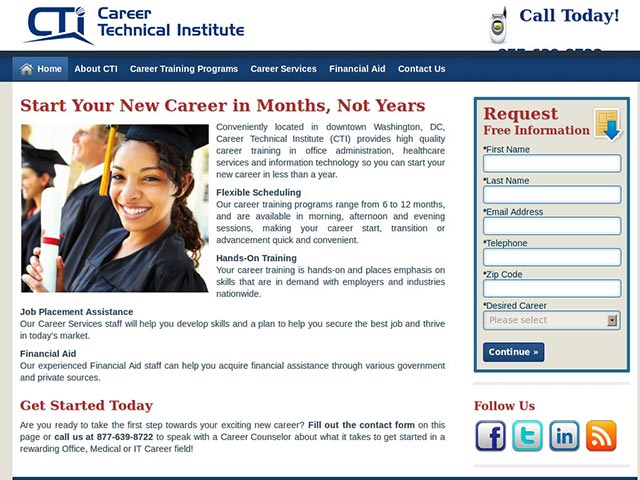 CTi Career
Technical Institute
Call Today!
877-639-8722
Home About CTI Career Training Programs Career Services Financial Aid Contact Us
Start Your New Career in Months, Not Years
Conveniently located in downtown Washington, DC,
Career Technical Institute (CTI) provides high quality
career training in office administration, healthcare
services and information technology so you can start your
new career in less than a year.
Flexible Scheduling
Our career training programs range from 6 to 12 months,
and are available in morning, afternoon and evening
sessions, making your career start, transition or
advancement quick and convenient.
Hands-On Training
Your career training is hands-on and places emphasis on
skills that are in demand with employers and industries
nationwide.
Job Placement Assistance
Our Career Services staff will help you develop skills and a plan to help you secure the best job and thrive
in today's market.
Financial Aid
Our experienced Financial Aid staff can help you acquire financial assistance through various government
and private sources.
Get Started Today
Are you ready to take the first step towards your exciting new career? Fill out the contact form on this
page or call us at 877-639-8722 to speak with a Career Counselor about what it takes to get started in a
rewarding Office, Medical or IT Career field!
Request
Free Information
*First Name
*Last Name
*Email Address
*Telephone
*Zip Code
*Desired Career
Please select
Continue »
Follow Us
f t in